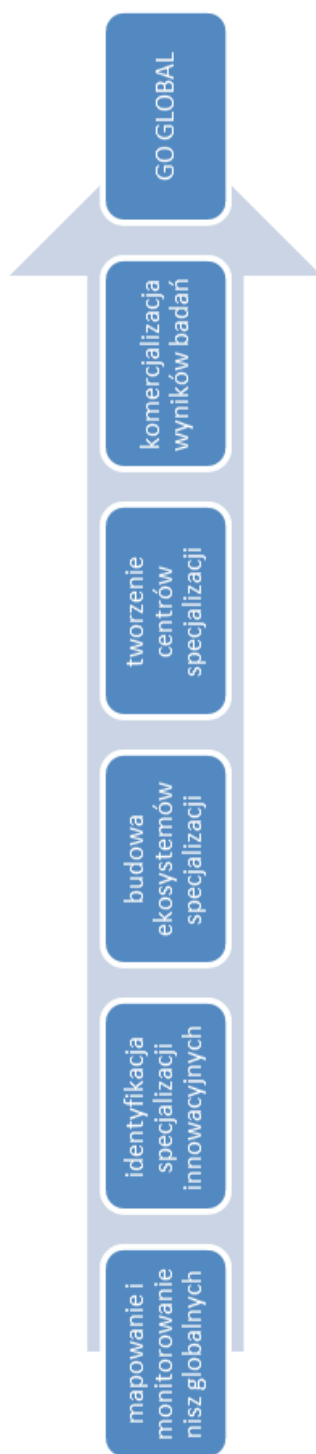 mapowanie i
monitorowanie
nisz globalnych
identyfikacja
specjalizacji
innowacyjnych
budowa
ekosystemów
specjalizacji
tworzenie
centrów
specjalizacji
komercjalizacja
wyników badań
GO GLOBAL